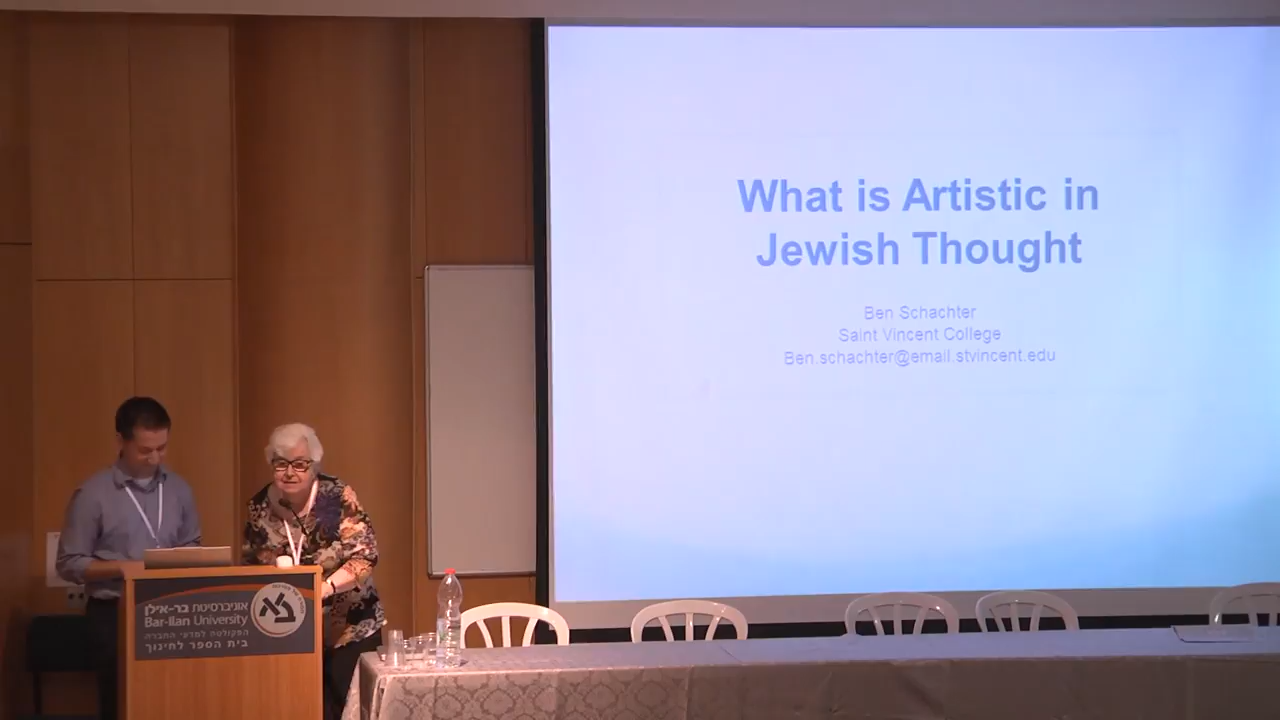 What is Artistic in
Jewish Thought
Ben Schachter
Saint Vincent College
Ben.schachter@email.stvincent.edu
אוניברסיטת בר-אילן
Bar-Ilan University
הפקולטה למדעי החברה
בית הספר לחינוך